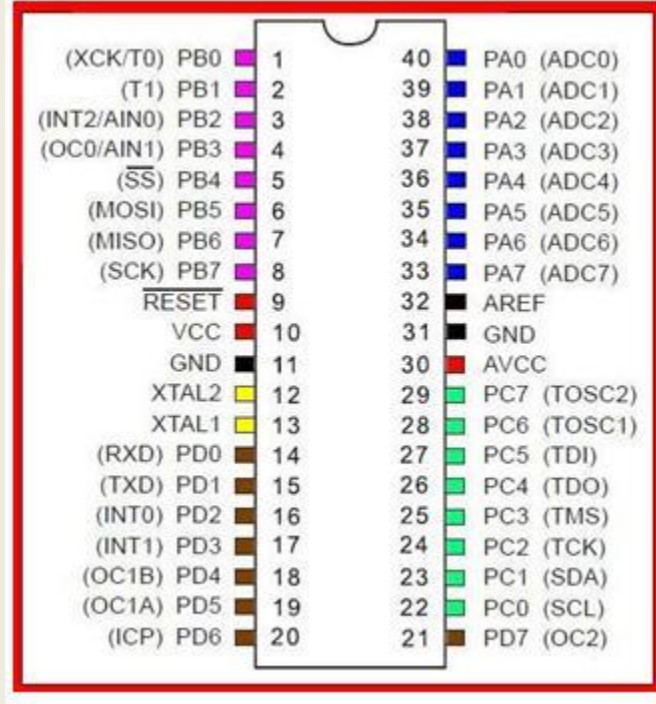 (XCK/T0) PB0 1 40 PA0 (ADC0)
(T1) PB1 2 39 PA1 (ADC1)
(INT2/AIN0) PB2 3 38 PA2 (ADC2)
(OC0/AIN1) PB3 4 37 PA3 (ADC3)
(SS) PB4 5 36 PA4 (ADC4)
(MOSI) PB5 6 35 PA5 (ADC5)
(MISO) PB6 7 34 PA6 (ADC6)
(SCK) PB7 8 33 PA7 (ADC7)
RESET 9 32 AREF
VCC 10 31 GND
GND 11 30 AVCC
XTAL2 12 29 PC7 (TOSC2)
XTAL1 13 28 PC6 (TOSC1)
(RXD) PD0 14 27 PC5 (TDI)
(TXD) PD1 15 26 PC4 (TDO)
(INT0) PD2 16 25 PC3 (TMS)
(INT1) PD3 17 24 PC2 (TCK)
(OC1B) PD4 18 23 PC1 (SDA)
(OC1A) PD5 19 22 PC0 (SCL)
(ICP) PD6 20 21 PD7 (OC2)